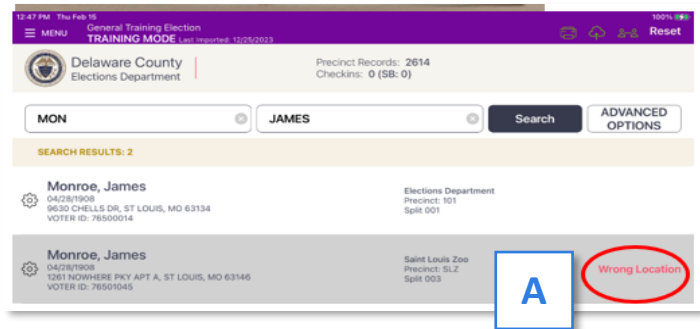 12:47 PM Thu Feb 15
100%
MENU
General Training Election
TRAINING MODE Last Imported: 12/25/2023
Reset
Delaware County
Elections Department
Precinct Records: 2614
Checkins: 0 (SB: 0)
MON
JAMES
Search
ADVANCED
OPTIONS
SEARCH RESULTS: 2
Monroe, James
04/28/1908
9630 CHELLS DR, ST LOUIS, MO 63134
VOTER ID: 76500014
Elections Department
Precinct: 101
Split 001
Monroe, James
04/28/1908
1261 NOWHERE PKY APT A, ST LOUIS, MO 63146
VOTER ID: 76501045
Saint Louis Zoo
Precinct: SLZ
Split 003
A
Wrong Location